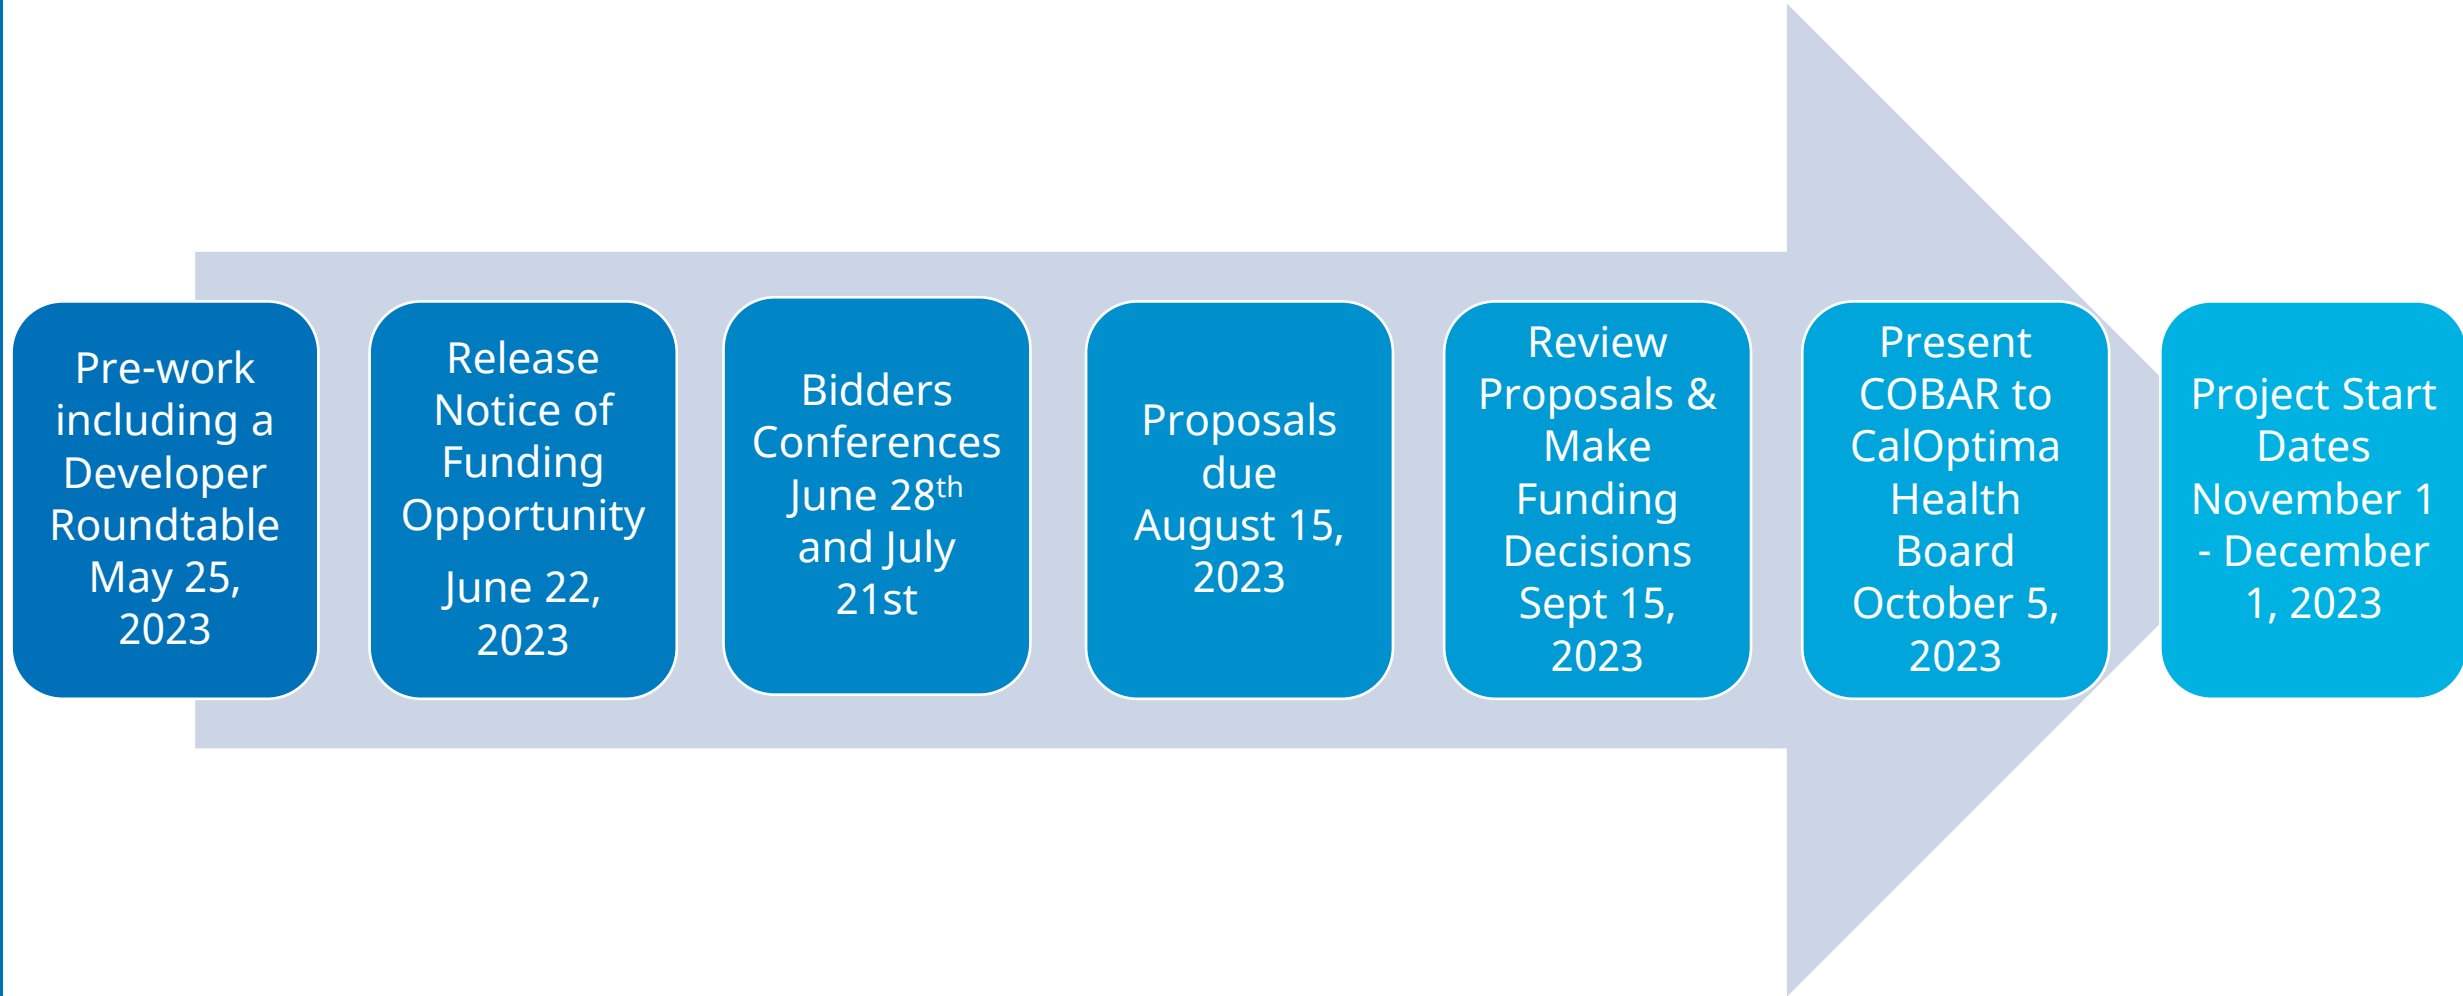 Pre-work
including a
Developer
Roundtable
May 25,
2023
Release
Notice of
Funding
Opportunity
June 22,
2023
Bidders
Conferences
June 28th
and July
21st
Proposals
due
August 15,
2023
Review
Proposals &
Make
Funding
Decisions
Sept 15,
2023
Present
COBAR to
CalOptima
Health
Board
October 5,
2023
Project Start
Dates
November 1
- December
1, 2023